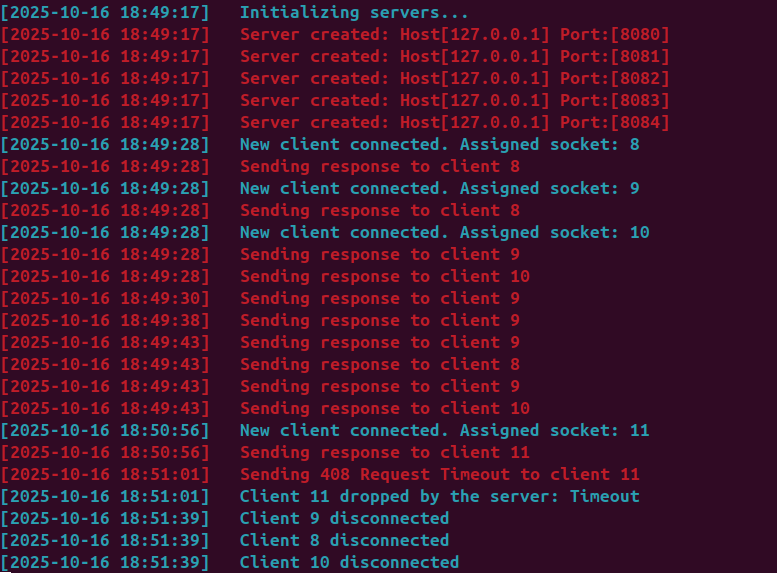 [2025-10-16 18:49:17] Initializing servers...
[2025-10-16 18:49:17] Server created: Host[127.0.0.1] Port:[8080]
[2025-10-16 18:49:17] Server created: Host[127.0.0.1] Port:[8081]
[2025-10-16 18:49:17] Server created: Host[127.0.0.1] Port:[8082]
[2025-10-16 18:49:17] Server created: Host[127.0.0.1] Port:[8083]
[2025-10-16 18:49:17] Server created: Host[127.0.0.1] Port:[8084]
[2025-10-16 18:49:28] New client connected. Assigned socket: 8
[2025-10-16 18:49:28] Sending response to client 8
[2025-10-16 18:49:28] New client connected. Assigned socket: 9
[2025-10-16 18:49:28] Sending response to client 8
[2025-10-16 18:49:28] New client connected. Assigned socket: 10
[2025-10-16 18:49:28] Sending response to client 9
[2025-10-16 18:49:28] Sending response to client 10
[2025-10-16 18:49:30] Sending response to client 9
[2025-10-16 18:49:38] Sending response to client 9
[2025-10-16 18:49:43] Sending response to client 9
[2025-10-16 18:49:43] Sending response to client 8
[2025-10-16 18:49:43] Sending response to client 9
[2025-10-16 18:49:43] Sending response to client 10
[2025-10-16 18:50:56] New client connected. Assigned socket: 11
[2025-10-16 18:50:56] Sending response to client 11
[2025-10-16 18:51:01] Sending 408 Request Timeout to client 11
[2025-10-16 18:51:01] Client 11 dropped by the server: Timeout
[2025-10-16 18:51:39] Client 9 disconnected
[2025-10-16 18:51:39] Client 8 disconnected
[2025-10-16 18:51:39] Client 10 disconnected